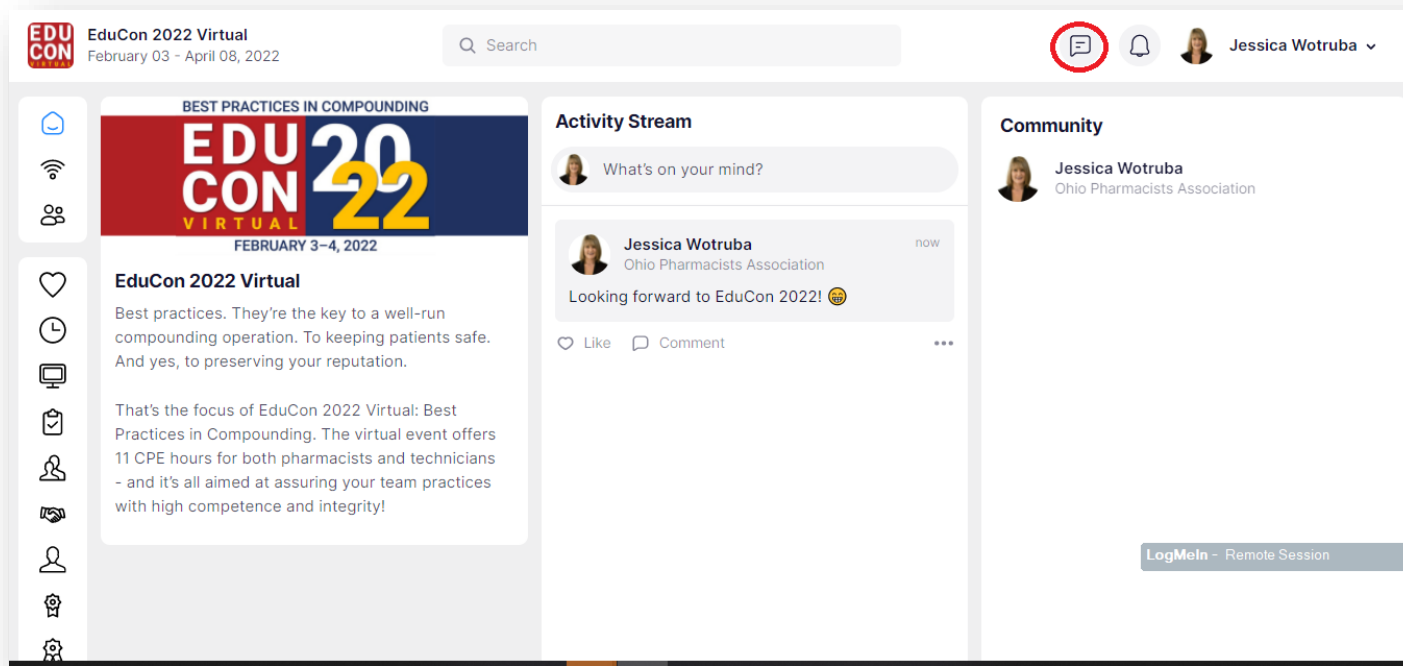 EDU
CON
VIRTUAL
EduCon 2022 Virtual
February 03 - April 08, 2022
Search
Jessica Wotruba
BEST PRACTICES IN COMPOUNDING
EDU
CON
VIRTUAL
2022
FEBRUARY 3–4, 2022
EduCon 2022 Virtual
Best practices. They’re the key to a well-run
compounding operation. To keeping patients safe.
And yes, to preserving your reputation.
That’s the focus of EduCon 2022 Virtual: Best
Practices in Compounding. The virtual event offers
11 CPE hours for both pharmacists and technicians
- and it’s all aimed at assuring your team practices
with high competence and integrity!
Activity Stream
What’s on your mind?
Jessica Wotruba
now
Ohio Pharmacists Association
Looking forward to EduCon 2022! 😁
Like
Comment
Community
Jessica Wotruba
Ohio Pharmacists Association
LogMeIn - Remote Session